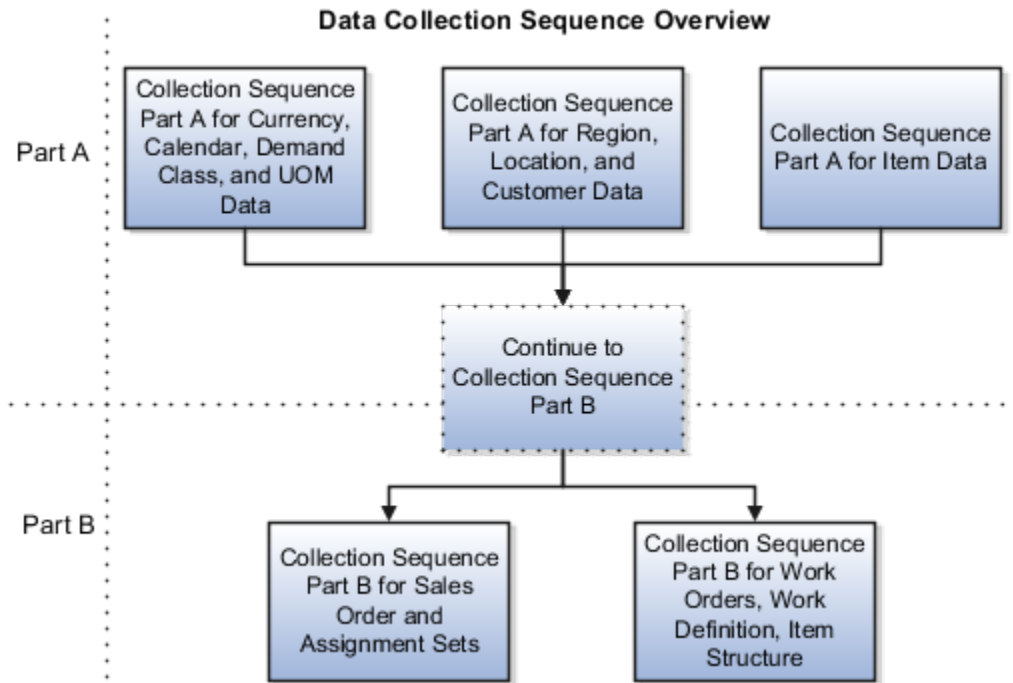 Data Collection Sequence Overview
Part A
Collection Sequence
Part A for Currency,
Calendar, Demand
Class, and UOM
Data
Collection Sequence
Part A for Region,
Location, and
Customer Data
Collection Sequence
Part A for Item Data
Continue to
Collection Sequence
Part B
Part B
Collection Sequence
Part B for Sales
Order and
Assignment Sets
Collection Sequence
Part B for Work
Orders, Work
Definition, Item
Structure